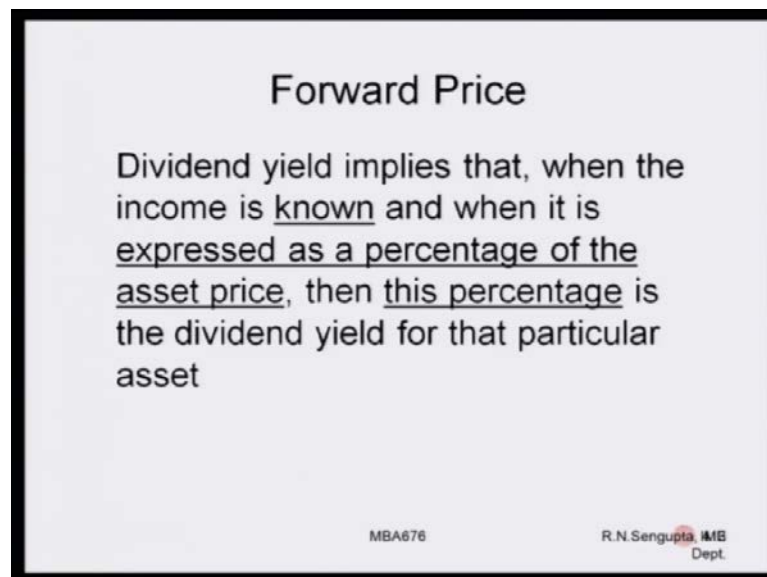 Forward Price
Dividend yield implies that, when the
income is known and when it is
expressed as a percentage of the
asset price, then this percentage is
the dividend yield for that particular
asset
MBA676
R.N.Sengupta,
Dept.